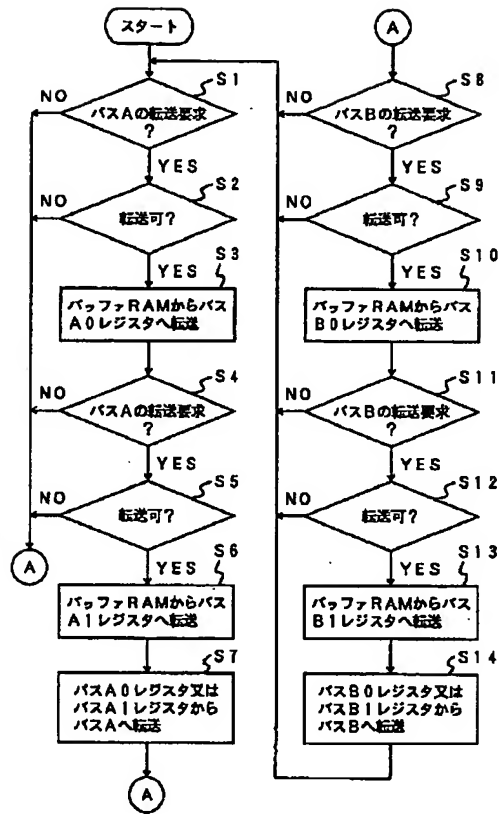 スタート
S1
バスAの転送要求
?
NO
YES
S2
転送可?
NO
YES
S3
バッファRAMからバス
A0レジスタへ転送
S4
バスAの転送要求
?
NO
YES
S5
転送可?
NO
YES
A
S6
バッファRAMからバス
A1レジスタへ転送
S7
バスA0レジスタ又は
バスA1レジスタから
バスAへ転送
A
A
S8
バスBの転送要求
?
NO
YES
S9
転送可?
NO
YES
S10
バッファRAMからバス
B0レジスタへ転送
S11
バスBの転送要求
?
NO
YES
S12
転送可?
NO
YES
S13
バッファRAMからバス
B1レジスタへ転送
S14
バスB0レジスタ又は
バスB1レジスタから
バスBへ転送